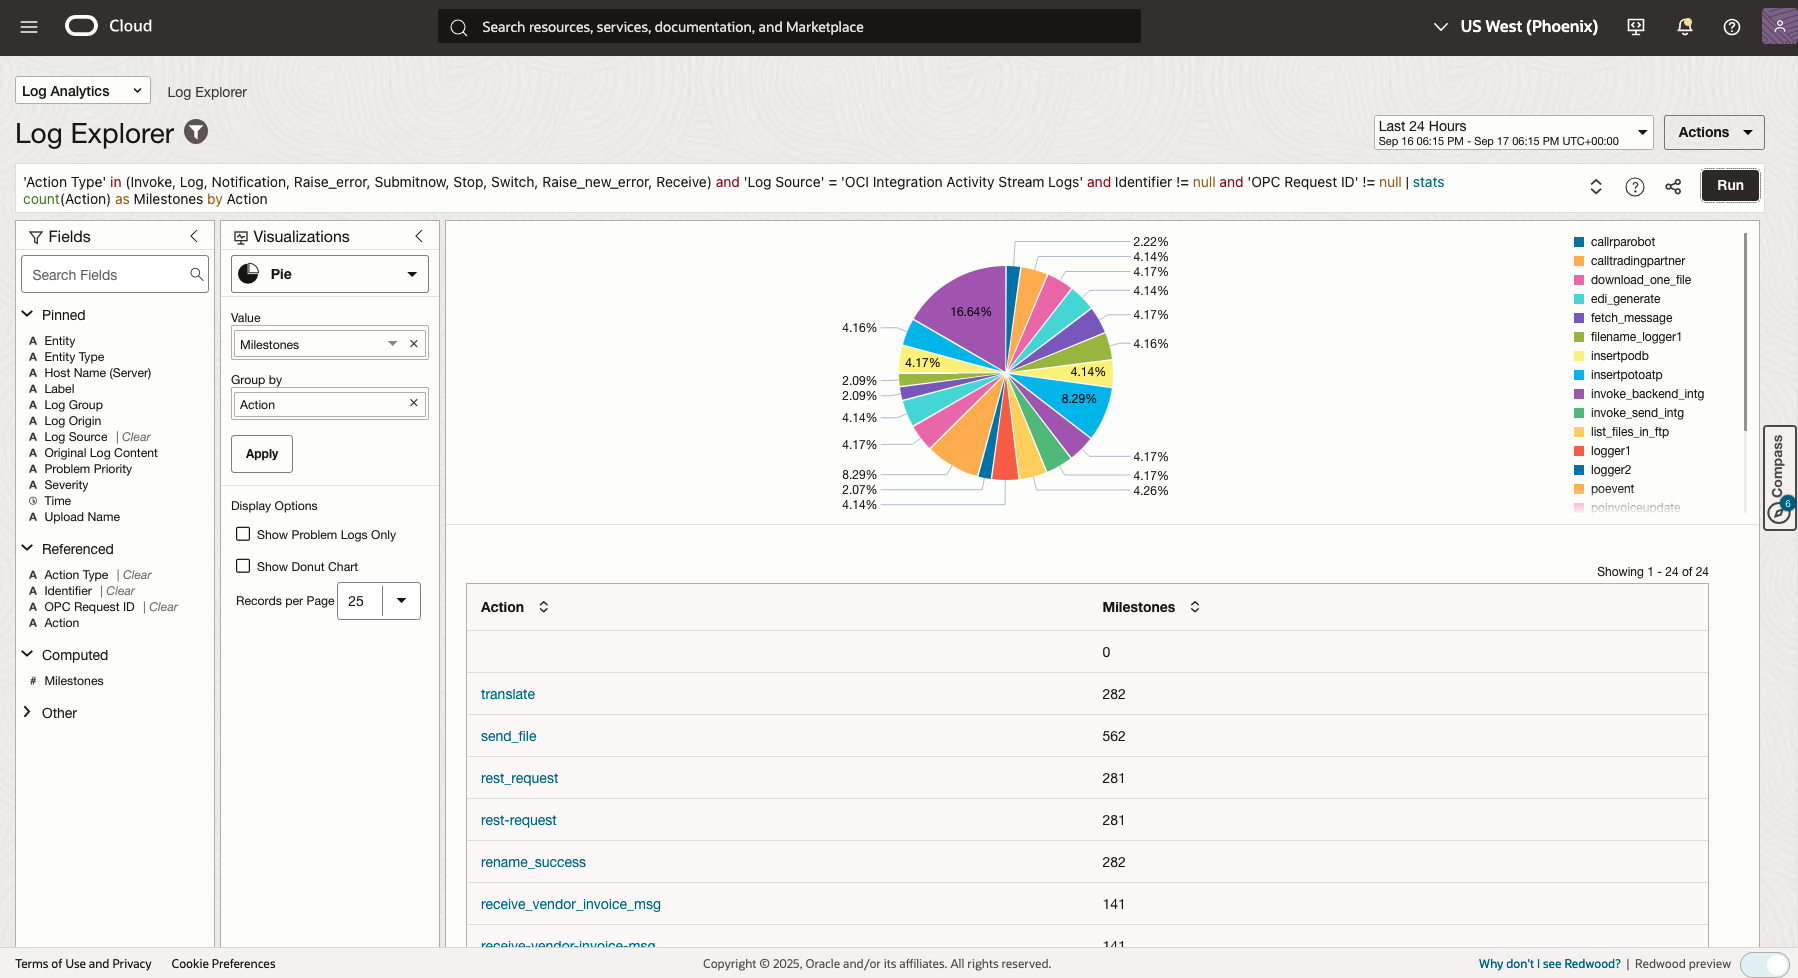 Cloud
Search resources, services, documentation, and Marketplace
US West (Phoenix)
Log Analytics
Log Explorer
Log Explorer
Last 24 Hours
Sep 16 06:15 PM - Sep 17 06:15 PM UTC+00:00
Actions
'Action Type' in (Invoke, Log, Notification, Raise_error, Submitnow, Stop, Switch, Raise_new_error, Receive) and 'Log Source' = 'OCI Integration Activity Stream Logs' and Identifier != null and 'OPC Request ID' != null | stats
count(Action) as Milestones by Action
Run
Fields
Search Fields
Pinned
A Entity
A Entity Type
A Host Name (Server)
A Label
A Log Group
A Log Origin
A Log Source | Clear
A Original Log Content
A Problem Priority
A Severity
Time
A Upload Name
Referenced
A Action Type | Clear
A Identifier | Clear
A OPC Request ID | Clear
A Action
Computed
# Milestones
Other
Visualizations
Pie
Value
Milestones
Group by
Action
Apply
Display Options
Show Problem Logs Only
Show Donut Chart
Records per Page 25
2.22%
4.14%
4.17%
4.14%
4.17%
4.16%
4.14%
8.29%
4.17%
4.17%
4.26%
4.14%
2.07%
8.29%
4.17%
4.14%
2.09%
2.09%
4.17%
4.16%
16.64%
callrparobot
calltradingpartner
download_one_file
edi_generate
fetch_message
filename_logger1
insertpodb
insertpotoatp
invoke_backend_intg
invoke_send_intg
list_files_in_ftp
logger1
logger2
poevent
poinvoiceupdate
Compass
6
Showing 1 - 24 of 24
Action Milestones
0
translate 282
send_file 562
rest_request 281
rest-request 281
rename_success 282
receive_vendor_invoice_msg 141
receive-vendor-invoice-msg 141
Terms of Use and Privacy
Cookie Preferences
Copyright © 2025, Oracle and/or its affiliates. All rights reserved.
Why don't I see Redwood? | Redwood preview